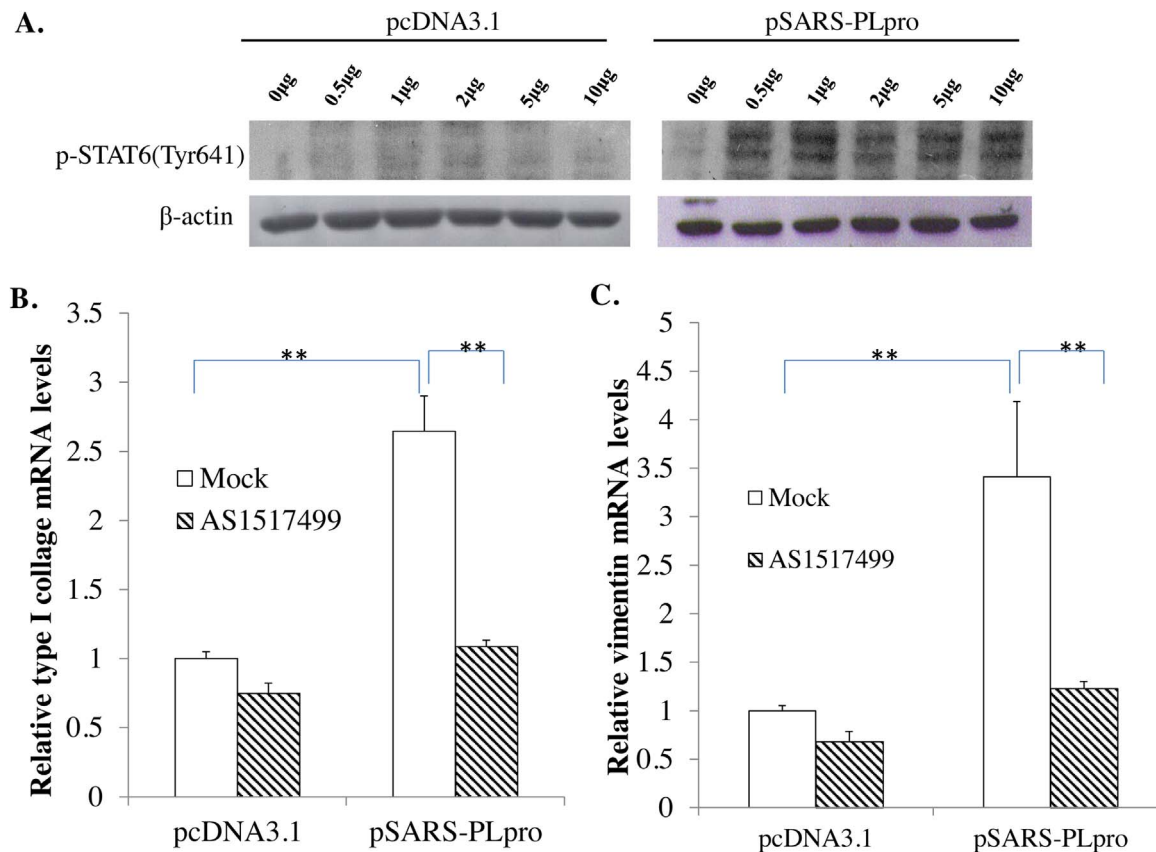 A.
pcDNA3.1 pSARS-PLpro
0μg 0.5μg 1μg 2μg 5μg 10μg 0μg 0.5μg 1μg 2μg 5μg 10μg
p-STAT6(Tyr641)
β-actin
B.
Relative type I collage mRNA levels
3.5
3
2.5
2
1.5
1
0.5
0
** **
Mock
AS1517499
pcDNA3.1 pSARS-PLpro
C.
Relative vimentin mRNA levels
5
4.5
4
3.5
3
2.5
2
1.5
1
0.5
0
** **
Mock
AS1517499
pcDNA3.1 pSARS-PLpro